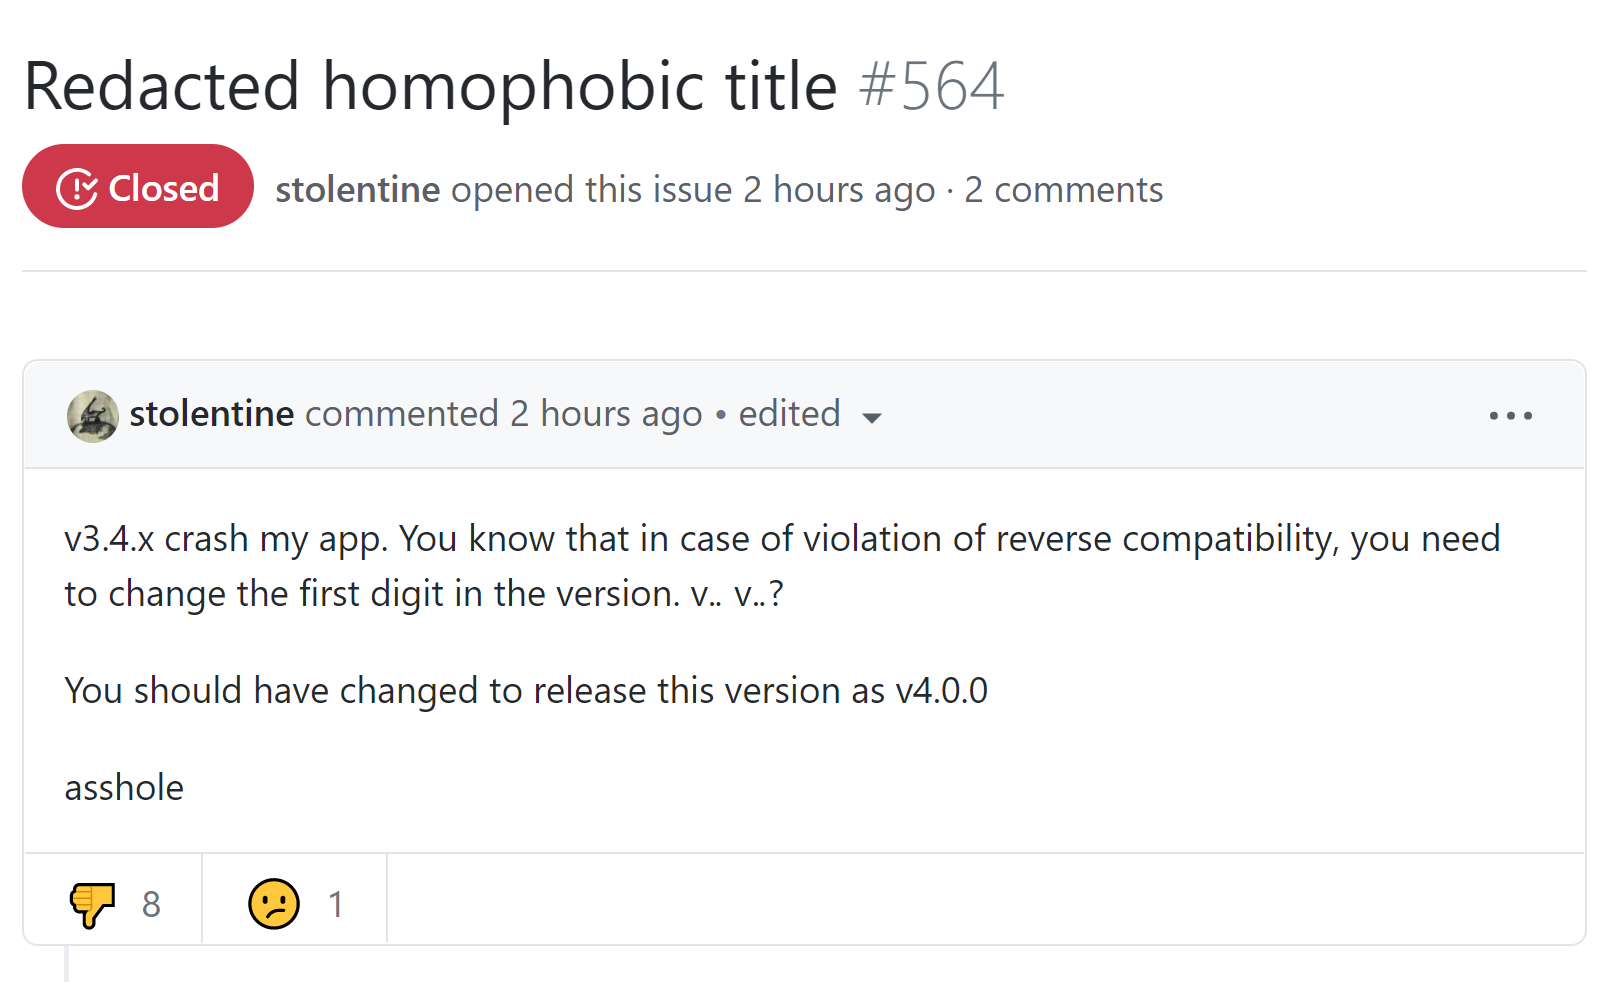 Redacted homophobic title #564
Closed stolentine opened this issue 2 hours ago · 2 comments
stolentine commented 2 hours ago • edited
v3.4.x crash my app. You know that in case of violation of reverse compatibility, you need
to change the first digit in the version. v.. v..?
You should have changed to release this version as v4.0.0
asshole
8 1